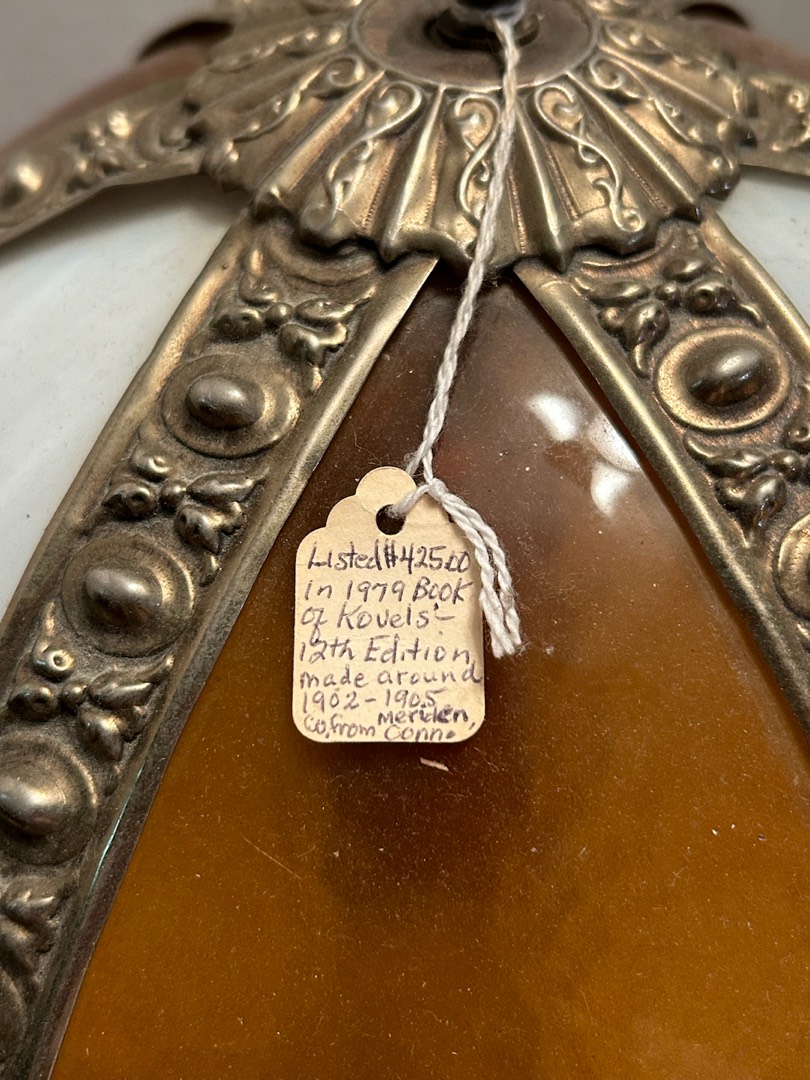 Listed #425.00
in 1979 Book
of Kovels'-
12th Edition,
made around
1902-1905
Meriden,
Co, from Conn.